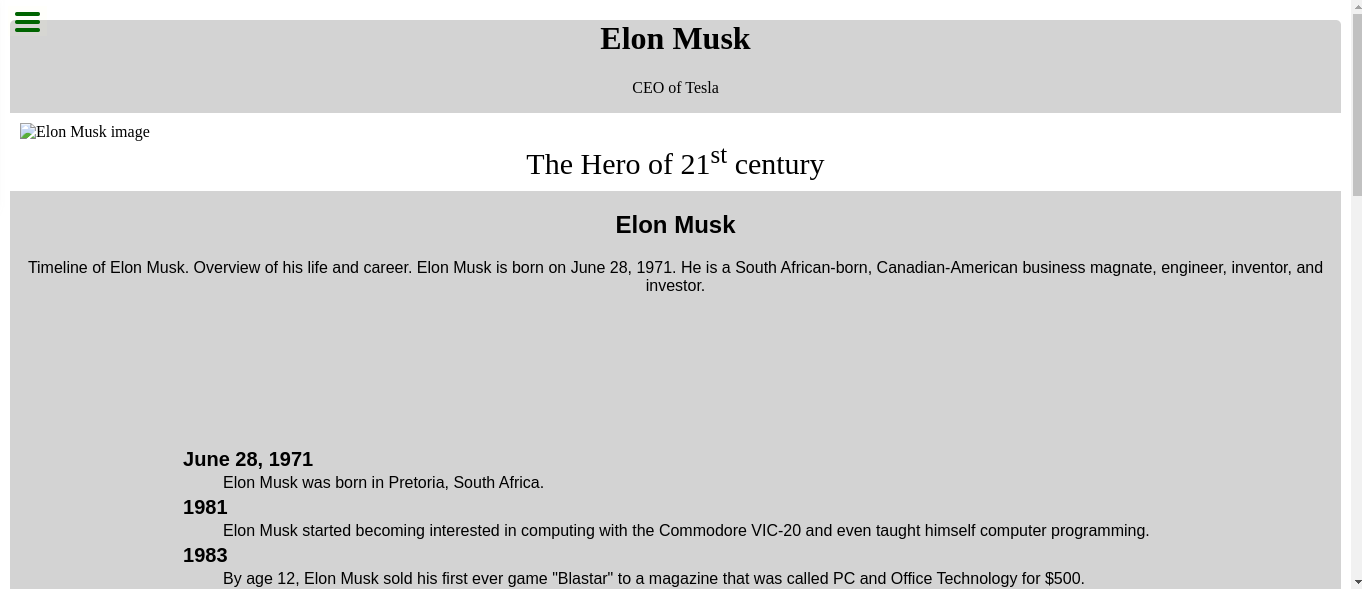 Elon Musk
CEO of Tesla
Elon Musk image
The Hero of 21st century
Elon Musk
Timeline of Elon Musk. Overview of his life and career. Elon Musk is born on June 28, 1971. He is a South African-born, Canadian-American business magnate, engineer, inventor, and
investor.
June 28, 1971
Elon Musk was born in Pretoria, South Africa.
1981
Elon Musk started becoming interested in computing with the Commodore VIC-20 and even taught himself computer programming.
1983
By age 12, Elon Musk sold his first ever game "Blastar" to a magazine that was called PC and Office Technology for $500.